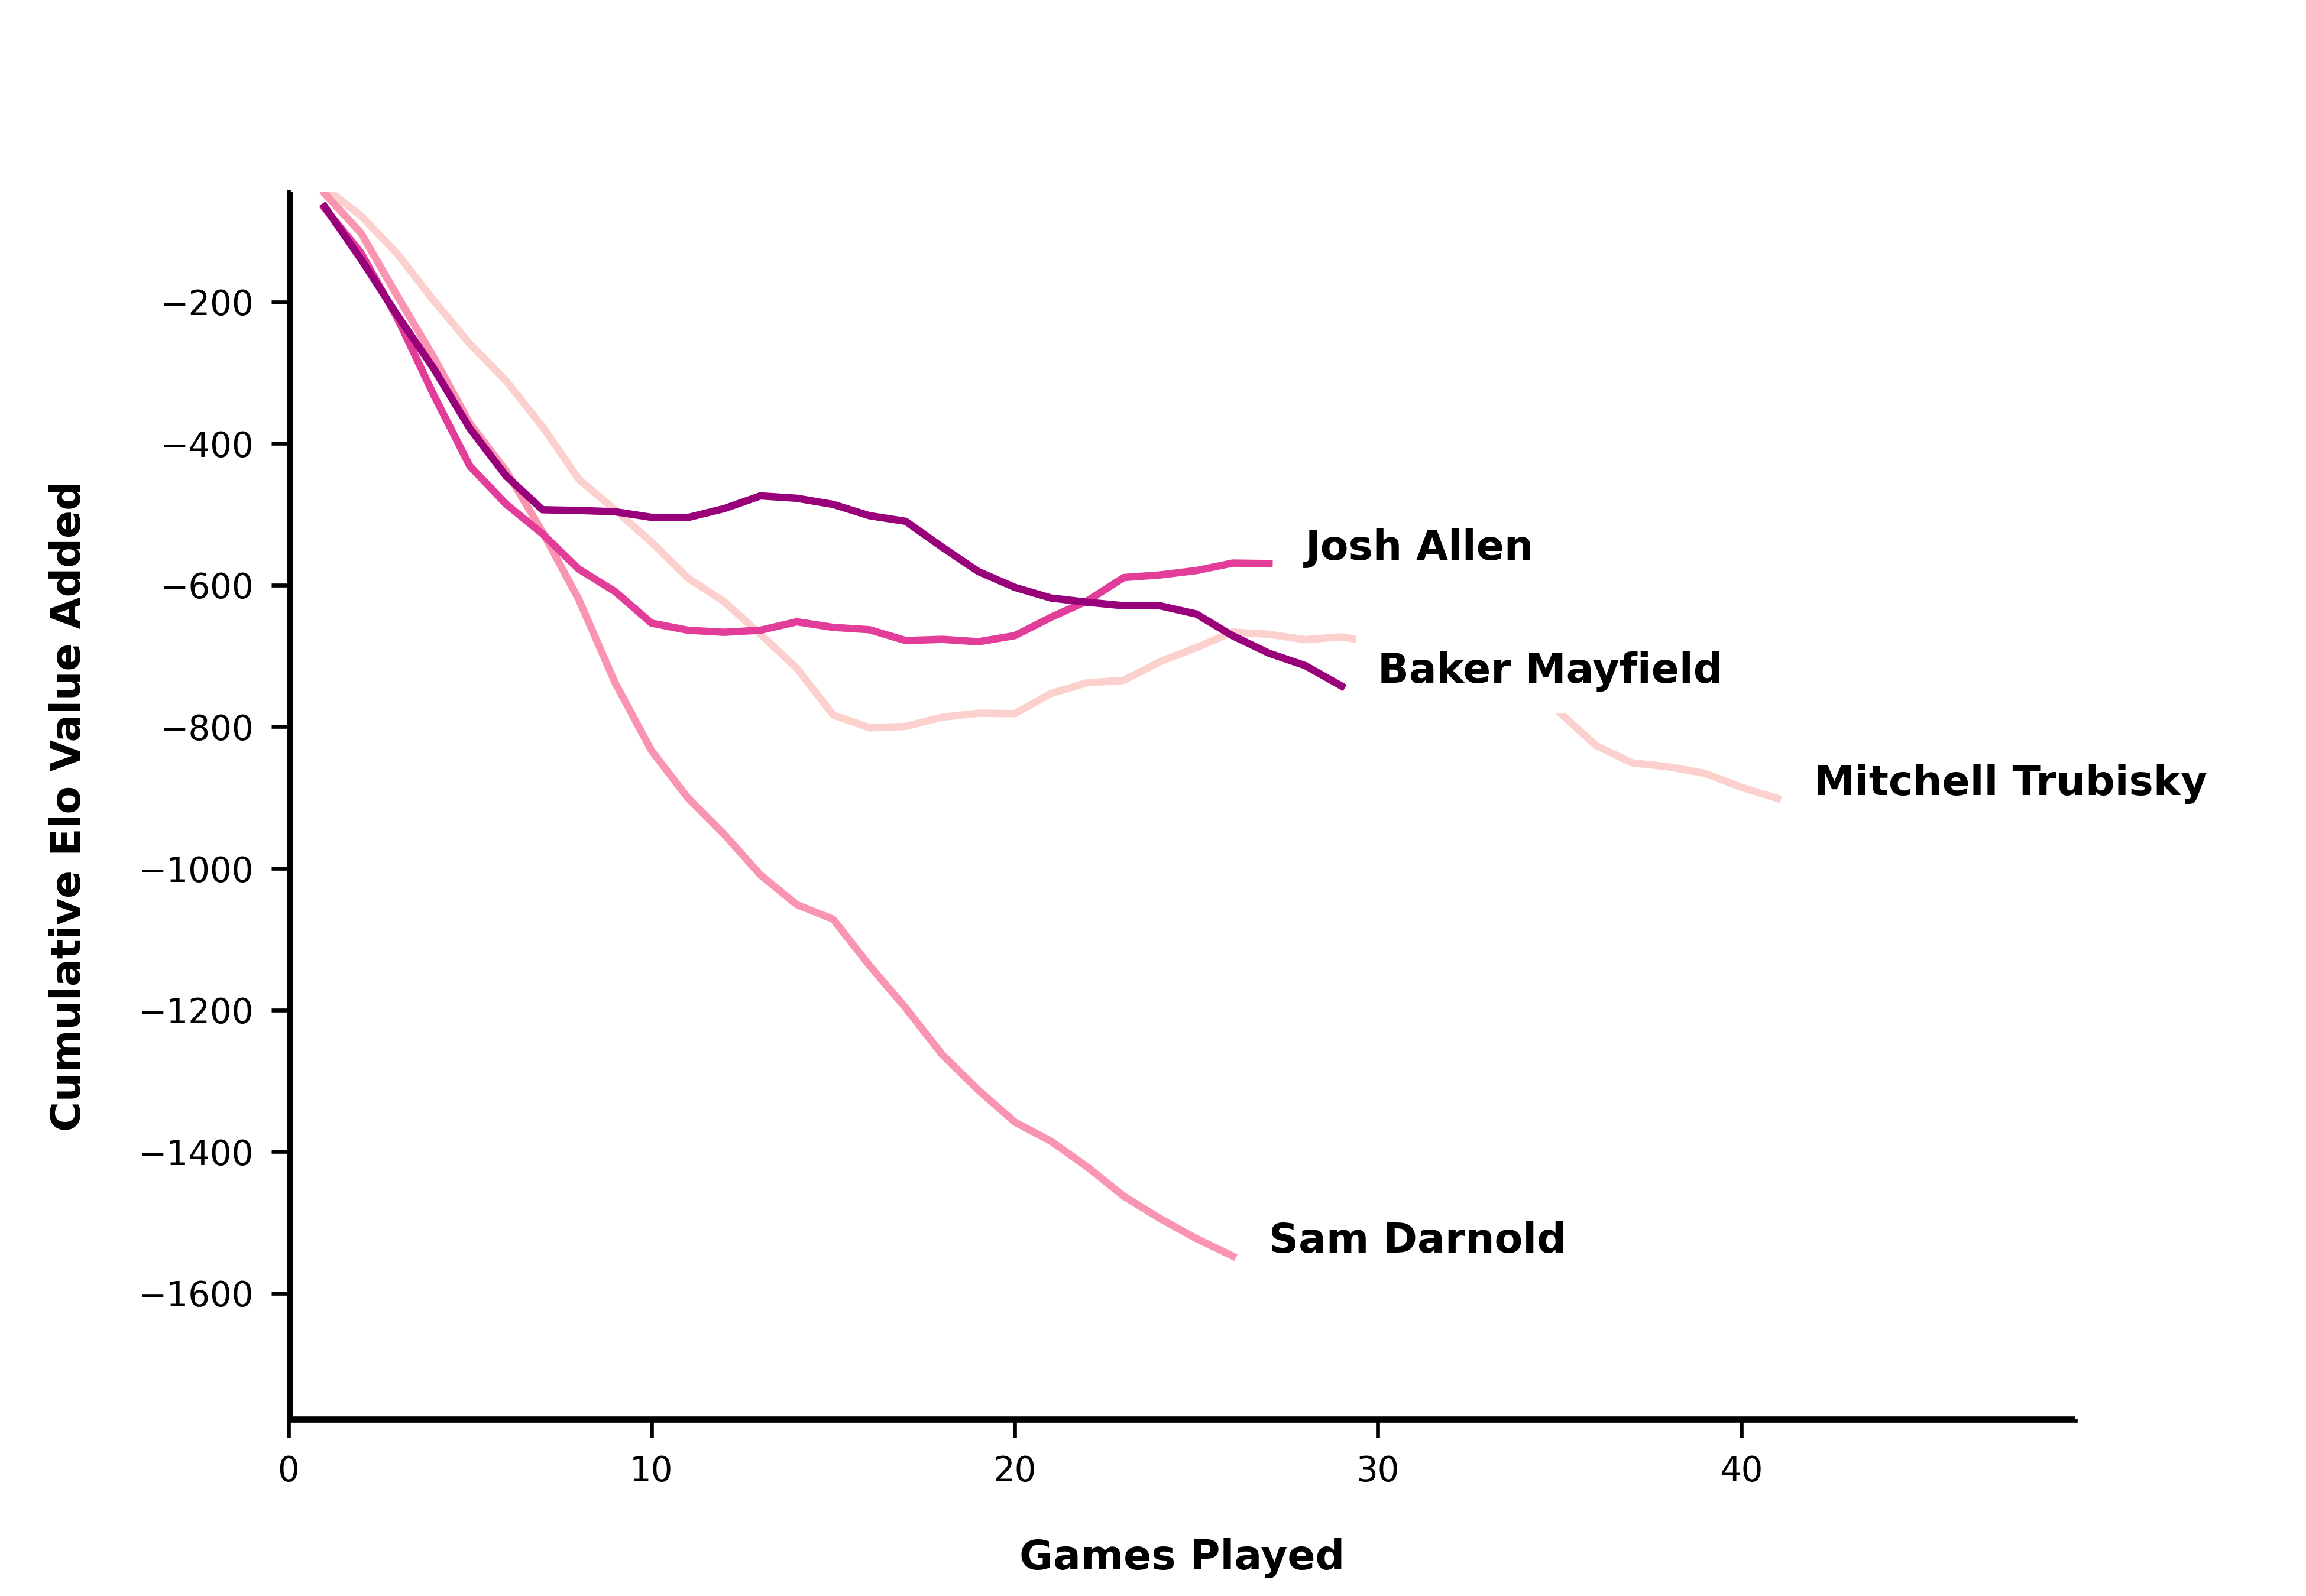 Cumulative Elo Value Added
−200
−400
−600
−800
−1000
−1200
−1400
−1600
Josh Allen
Baker Mayfield
Mitchell Trubisky
Sam Darnold
0 10 20 30 40
Games Played